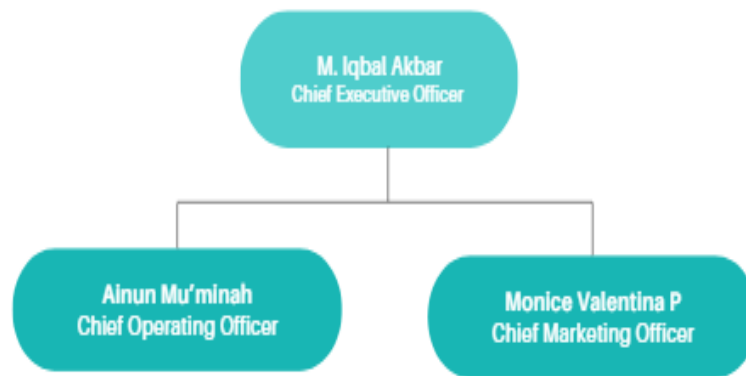 M. Iqbal Akbar
Chief Executive Officer
Ainun Mu'minah
Chief Operating Officer
Monice Valentina P
Chief Marketing Officer